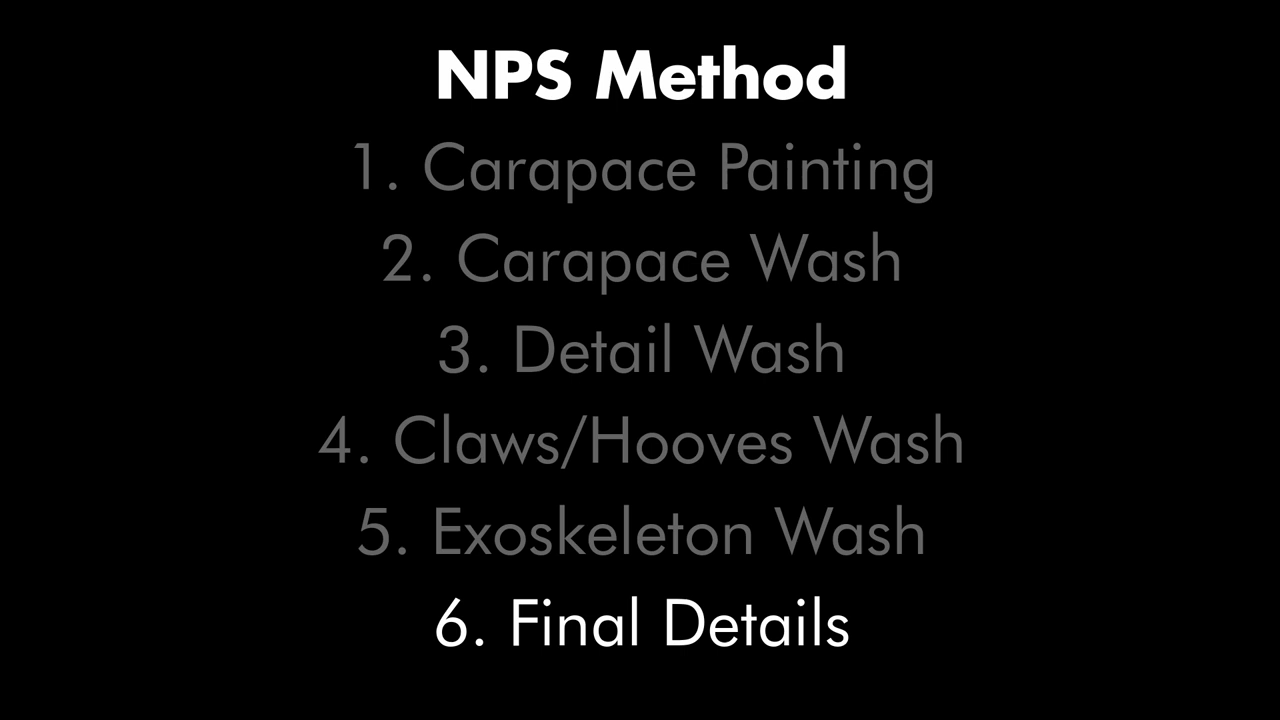 NPS Method
1. Carapace Painting
2. Carapace Wash
3. Detail Wash
4. Claws/Hooves Wash
5. Exoskeleton Wash
6. Final Details